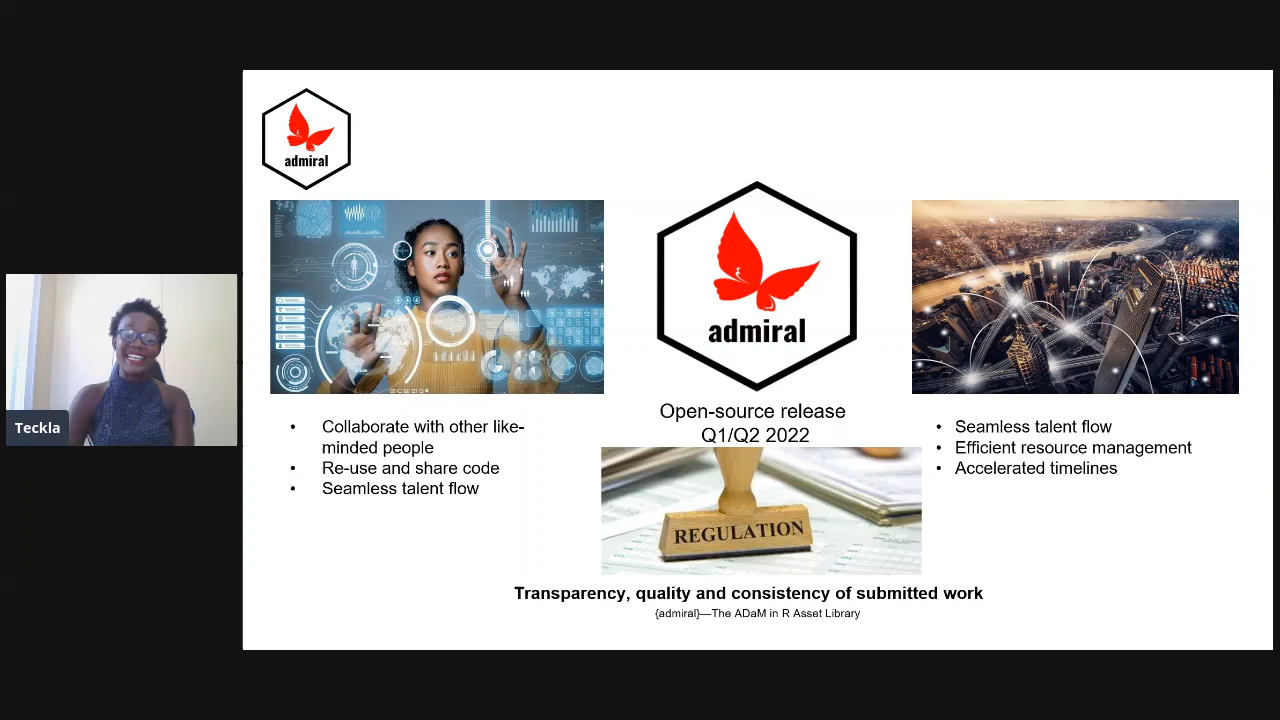 admiral
admiral
Teckla
• Collaborate with other like-
minded people
• Re-use and share code
• Seamless talent flow
Open-source release
Q1/Q2 2022
REGULATION
• Seamless talent flow
• Efficient resource management
• Accelerated timelines
Transparency, quality and consistency of submitted work
{admiral}—The ADaM in R Asset Library